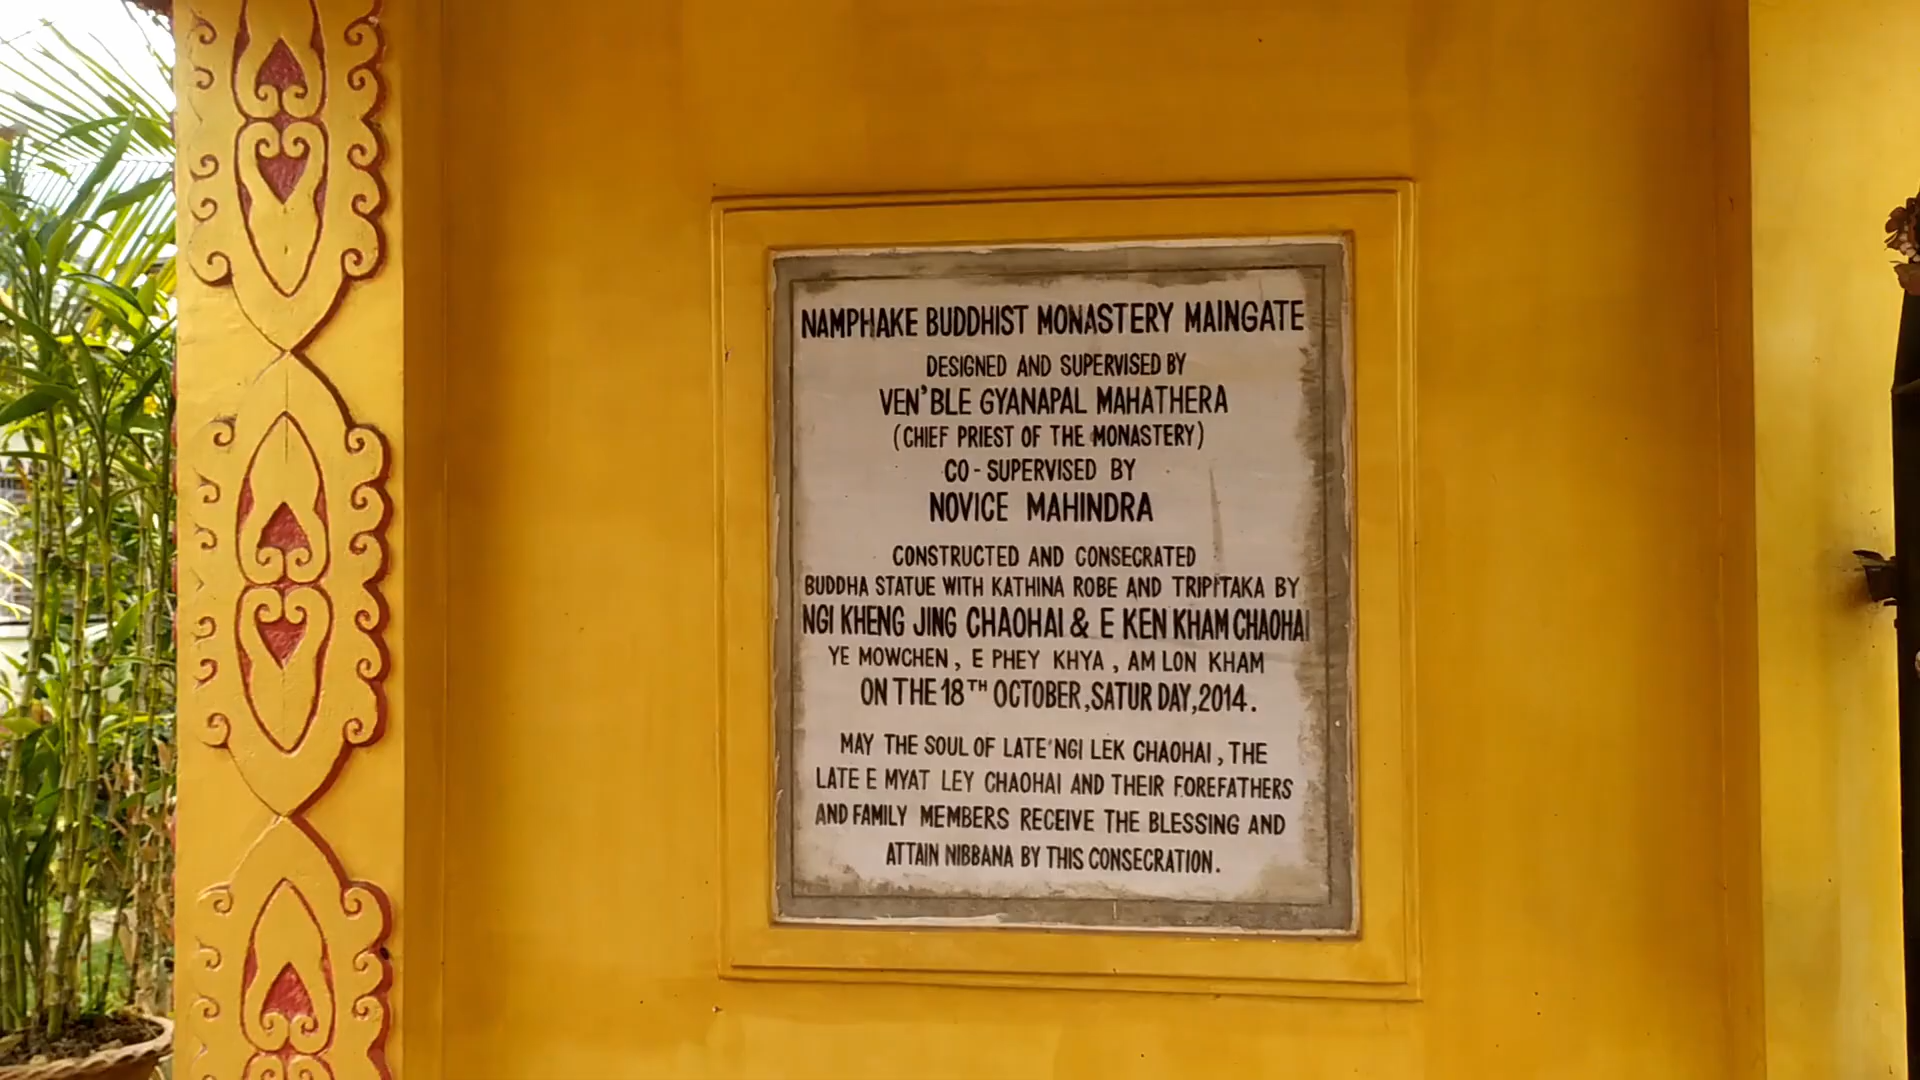 NAMPHAKE BUDDHIST MONASTERY MAINGATE
DESIGNED AND SUPERVISED BY
VEN'BLE GYANAPAL MAHATHERA
(CHIEF PRIEST OF THE MONASTERY)
CO - SUPERVISED BY
NOVICE MAHINDRA
CONSTRUCTED AND CONSECRATED
BUDDHA STATUE WITH KATHINA ROBE AND TRIPITAKA BY
NGI KHENG JING CHAOHAI & E KEN KHAM CHAOHAI
YE MOWCHEN, E PHEY KHYA, AM LON KHAM
ON THE 18TH OCTOBER, SATUR DAY, 2014.
MAY THE SOUL OF LATE NGI LEK CHAOHAI, THE
LATE E MYAT LEY CHAOHAI AND THEIR FOREFATHERS
AND FAMILY MEMBERS RECEIVE THE BLESSING AND
ATTAIN NIBBANA BY THIS CONSECRATION.